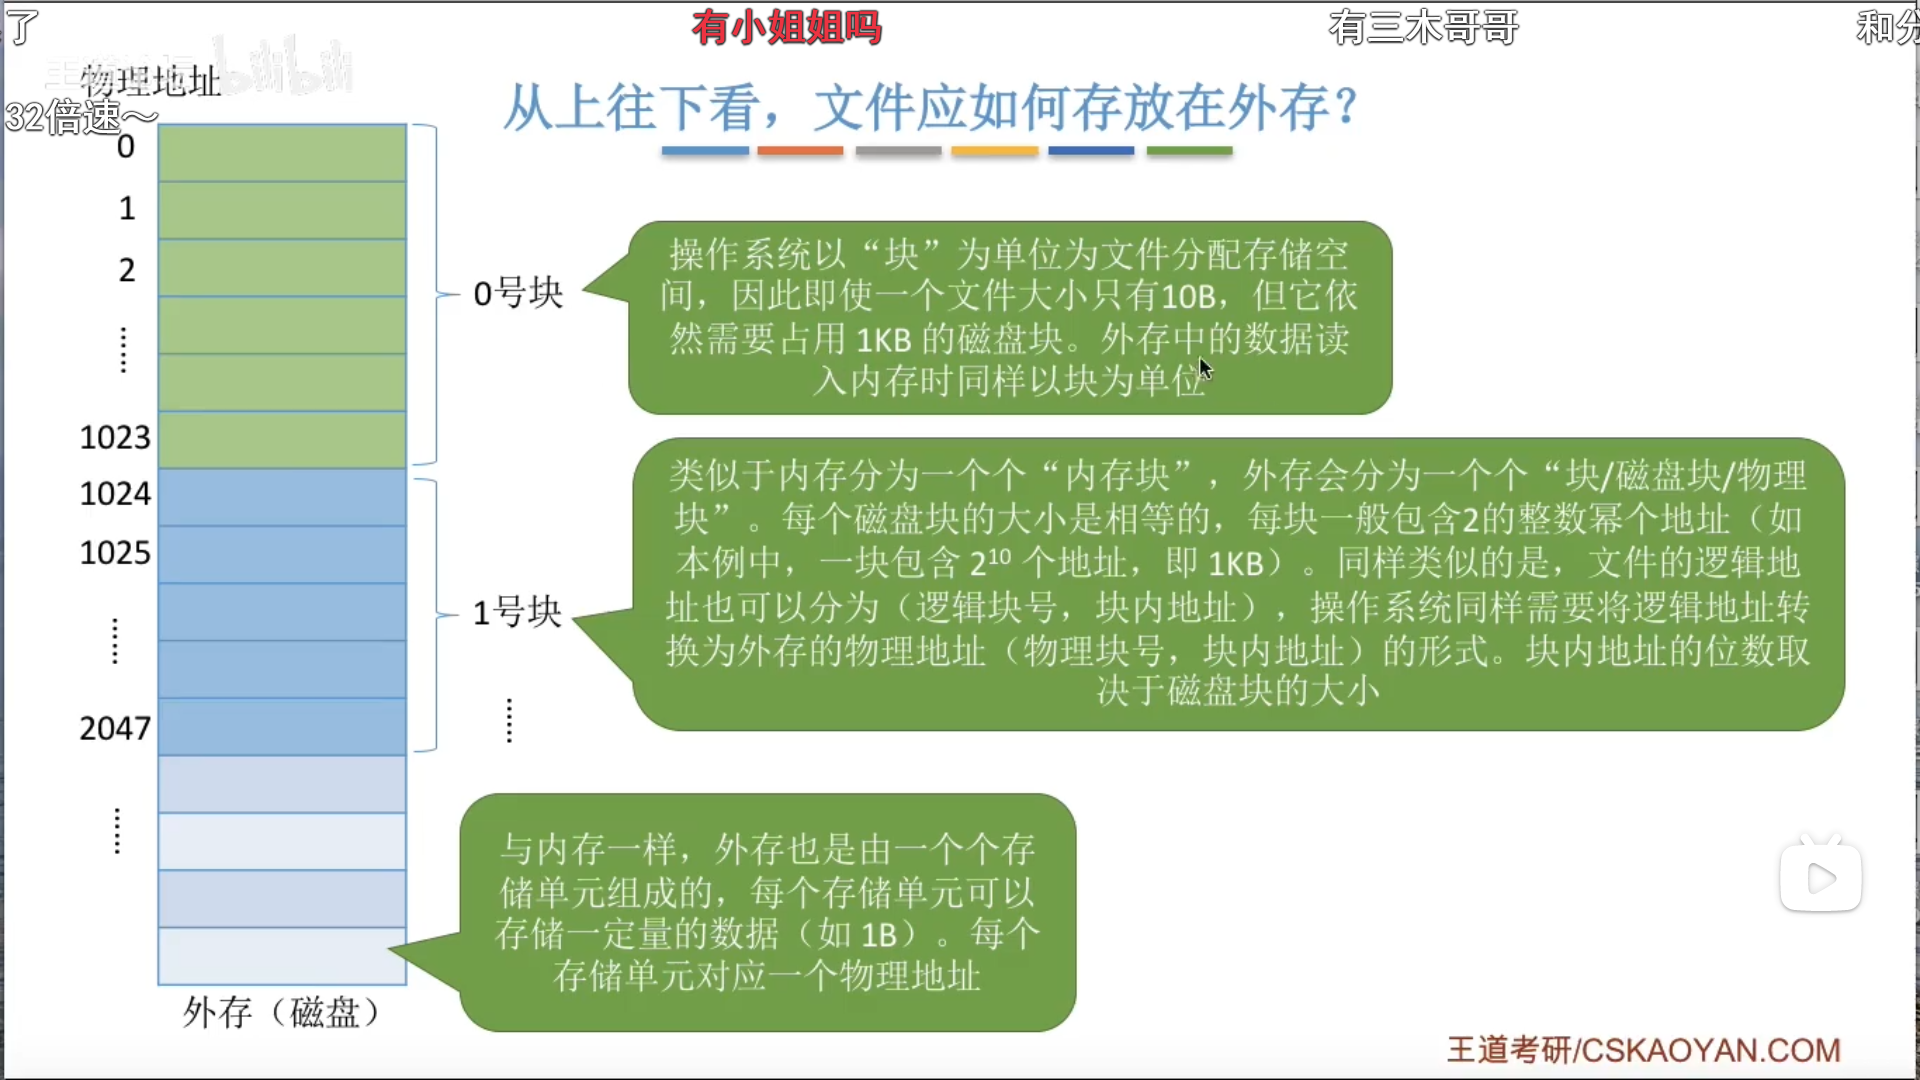 了
有小姐姐吗
有三木哥哥
物理地址
bilibili
32倍速～
从上往下看，文件应如何存放在外存？
0
1
2
……
1023
1024
1025
……
2047
……
0号块
1号块
……
操作系统以“块”为单位为文件分配存储空
间，因此即使一个文件大小只有10B，但它依
然需要占用 1KB 的磁盘块。外存中的数据读
入内存时同样以块为单位
类似于内存分为一个个“内存块”，外存会分为一个个“块/磁盘块/物理
块”。每个磁盘块的大小是相等的，每块一般包含2的整数幂个地址（如
本例中，一块包含 2¹⁰ 个地址，即 1KB）。同样类似的是，文件的逻辑地
址也可以分为（逻辑块号，块内地址），操作系统同样需要将逻辑地址转
换为外存的物理地址（物理块号，块内地址）的形式。块内地址的位数取
决于磁盘块的大小
与内存一样，外存也是由一个个存
储单元组成的，每个存储单元可以
存储一定量的数据（如 1B）。每个
存储单元对应一个物理地址
外存（磁盘）
王道考研/CSKAOYAN.COM